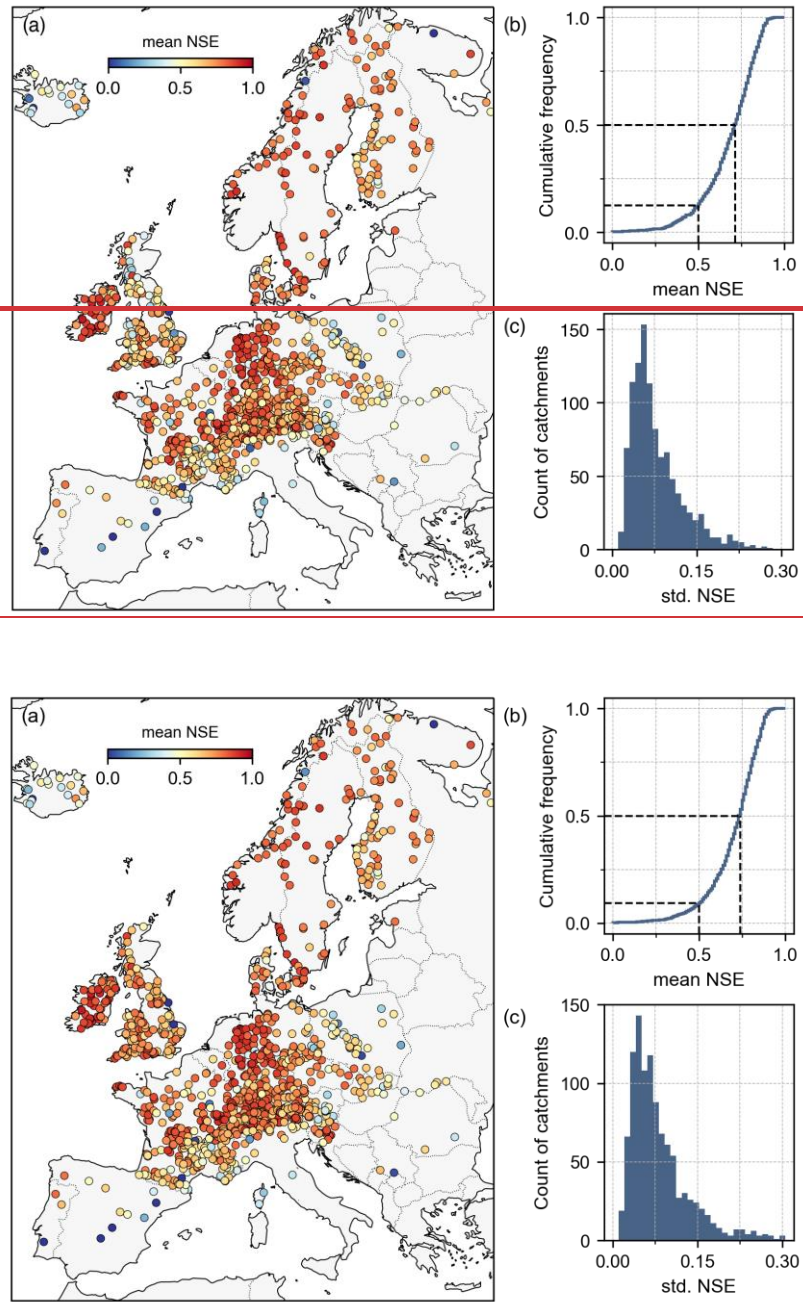 (a)
mean NSE
0.0 0.5 1.0
(b)
1.0
0.5
0.0
Cumulative frequency
0.0 0.5 1.0
mean NSE
(c)
150
100
50
0
Count of catchments
0.00 0.15 0.30
std. NSE
(a)
mean NSE
0.0 0.5 1.0
(b)
1.0
0.5
0.0
Cumulative frequency
0.0 0.5 1.0
mean NSE
(c)
150
100
50
0
Count of catchments
0.00 0.15 0.30
std. NSE